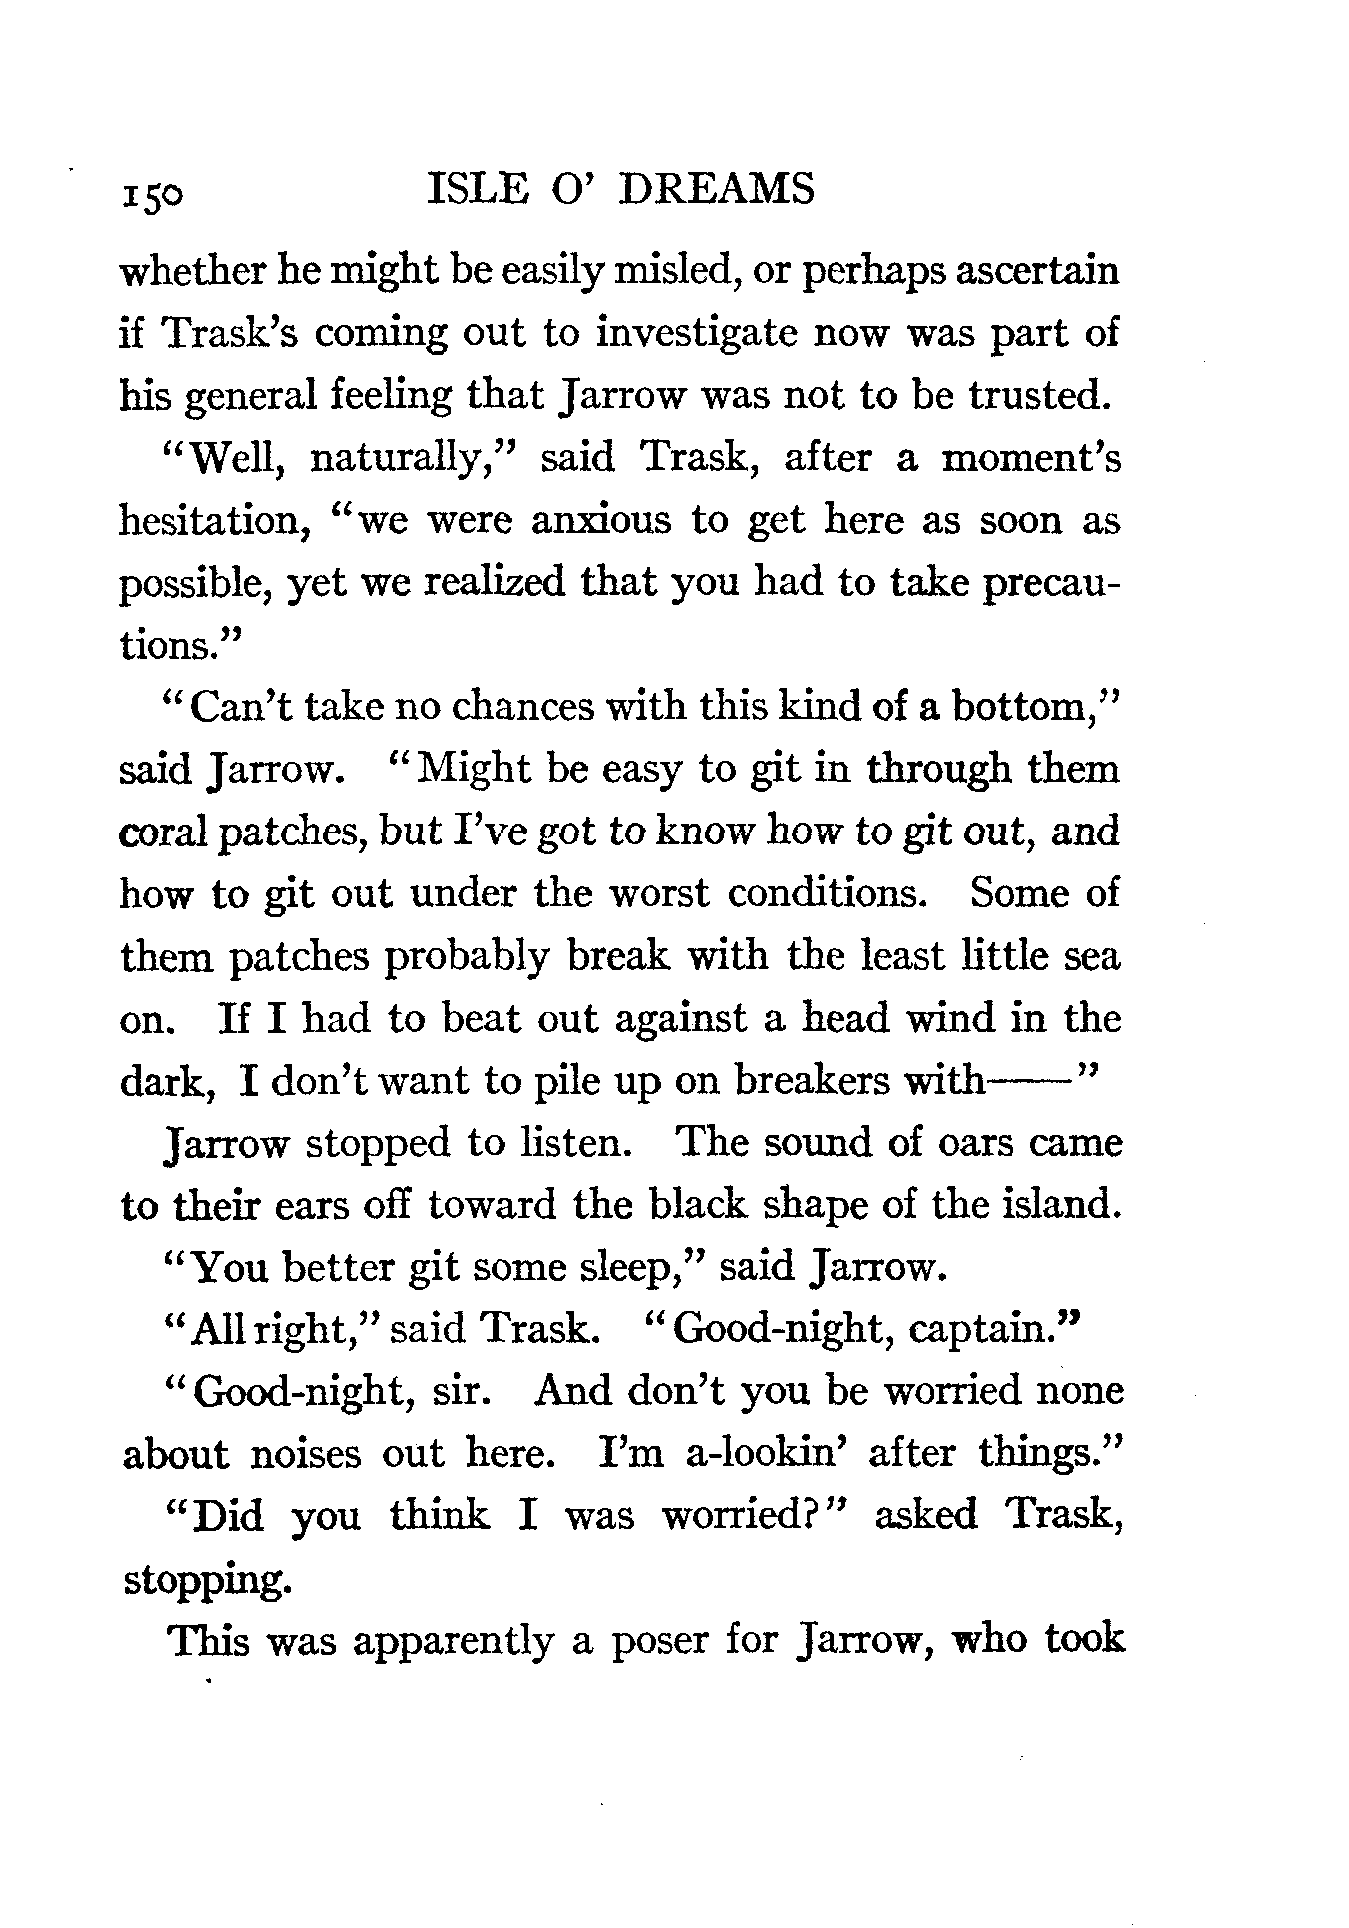 150 ISLE O' DREAMS
whether he might be easily misled, or perhaps ascertain
if Trask's coming out to investigate now was part of
his general feeling that Jarrow was not to be trusted.
"Well, naturally," said Trask, after a moment's
hesitation, "we were anxious to get here as soon as
possible, yet we realized that you had to take precau-
tions."
"Can't take no chances with this kind of a bottom,"
said Jarrow. "Might be easy to git in through them
coral patches, but I've got to know how to git out, and
how to git out under the worst conditions. Some of
them patches probably break with the least little sea
on. If I had to beat out against a head wind in the
dark, I don't want to pile up on breakers with——"
Jarrow stopped to listen. The sound of oars came
to their ears off toward the black shape of the island.
"You better git some sleep," said Jarrow.
"All right," said Trask. "Good-night, captain."
"Good-night, sir. And don't you be worried none
about noises out here. I'm a-lookin' after things."
"Did you think I was worried?" asked Trask,
stopping.
This was apparently a poser for Jarrow, who took